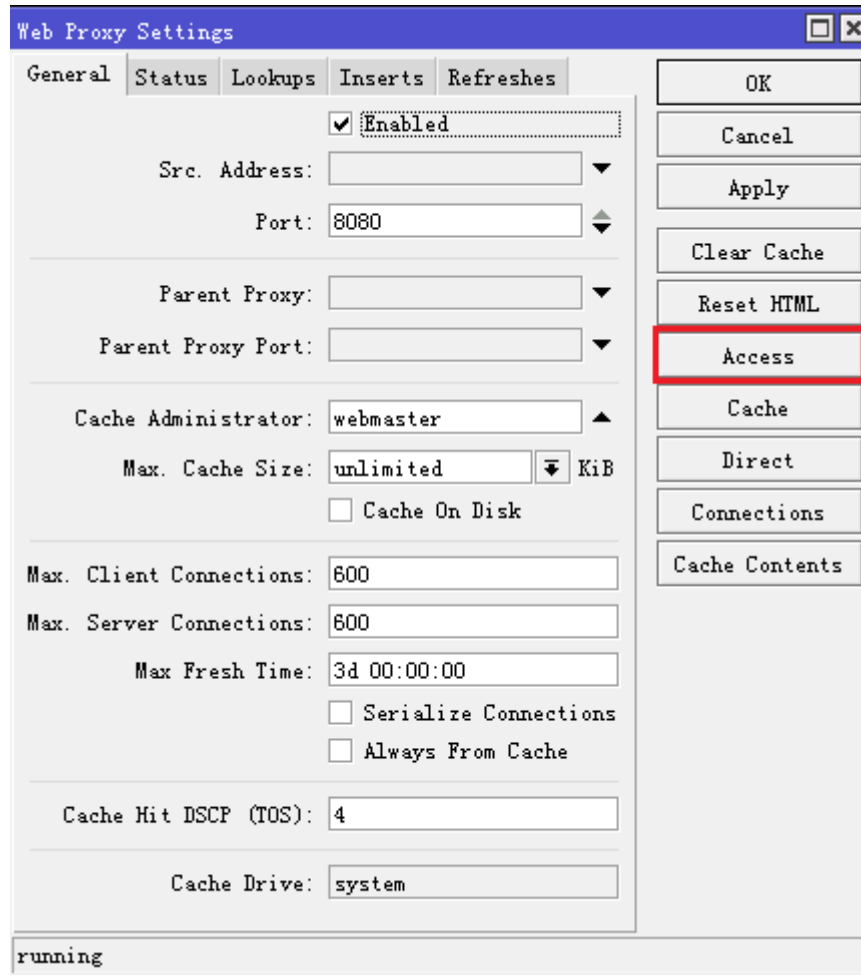 Web Proxy Settings
General Status Lookups Inserts Refreshes
Enabled
Src. Address:
Port: 8080
Parent Proxy:
Parent Proxy Port:
Cache Administrator: webmaster
Max. Cache Size: unlimited KiB
Cache On Disk
Max. Client Connections: 600
Max. Server Connections: 600
Max Fresh Time: 3d 00:00:00
Serialize Connections
Always From Cache
Cache Hit DSCP (TOS): 4
Cache Drive: system
OK
Cancel
Apply
Clear Cache
Reset HTML
Access
Cache
Direct
Connections
Cache Contents
running